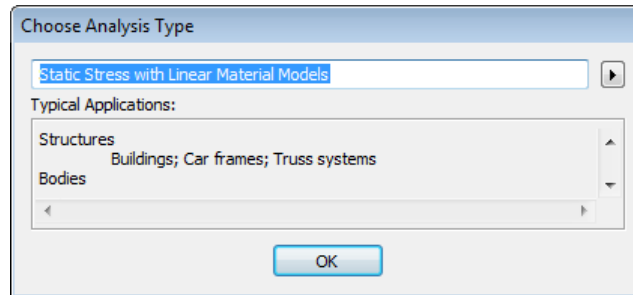 Choose Analysis Type
Static Stress with Linear Material Models
Typical Applications:
Structures
Buildings; Car frames; Truss systems
Bodies
OK